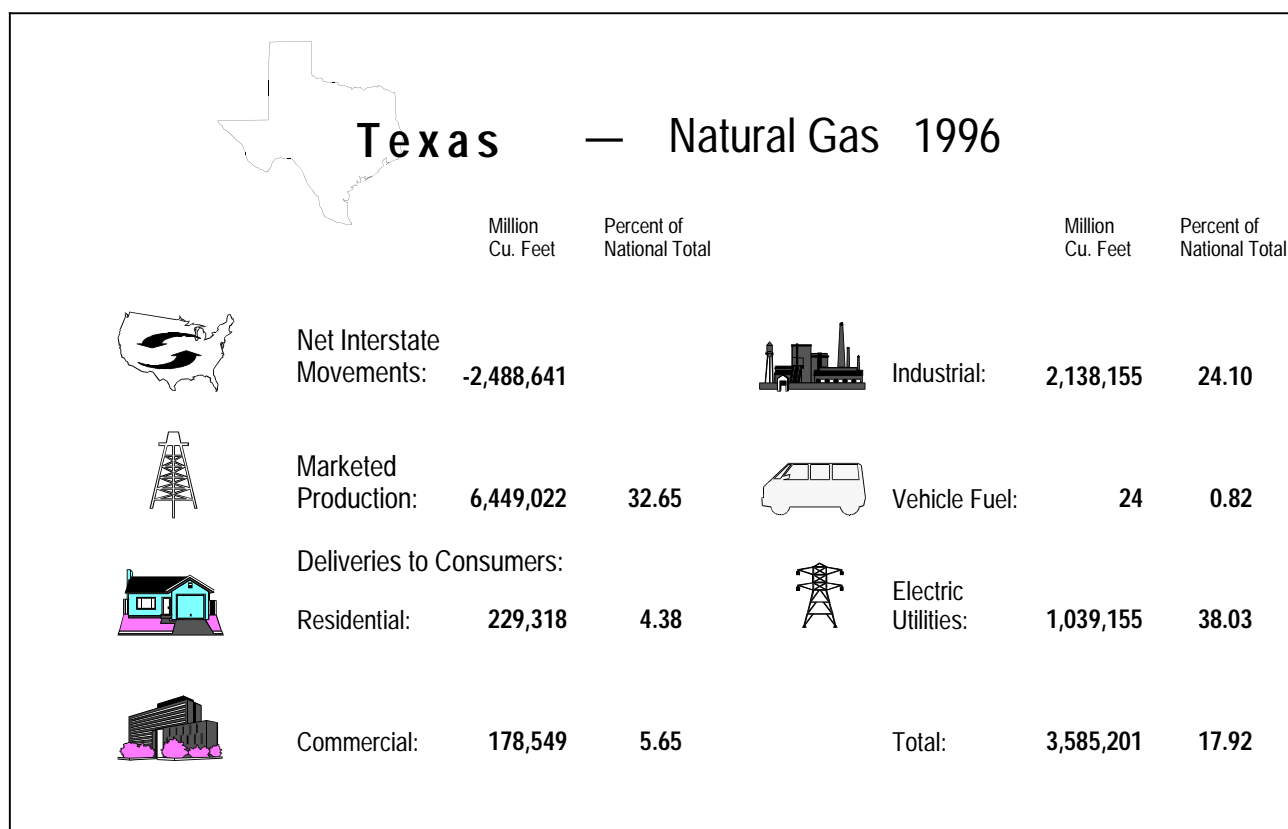 Texas — Natural Gas 1996
Million
Cu. Feet
Percent of
National Total
Million
Cu. Feet
Percent of
National Total
Net Interstate
Movements: -2,488,641
Marketed
Production: 6,449,022 32.65
Deliveries to Consumers:
Residential: 229,318 4.38
Commercial: 178,549 5.65
Industrial: 2,138,155 24.10
Vehicle Fuel: 24 0.82
Electric
Utilities: 1,039,155 38.03
Total: 3,585,201 17.92